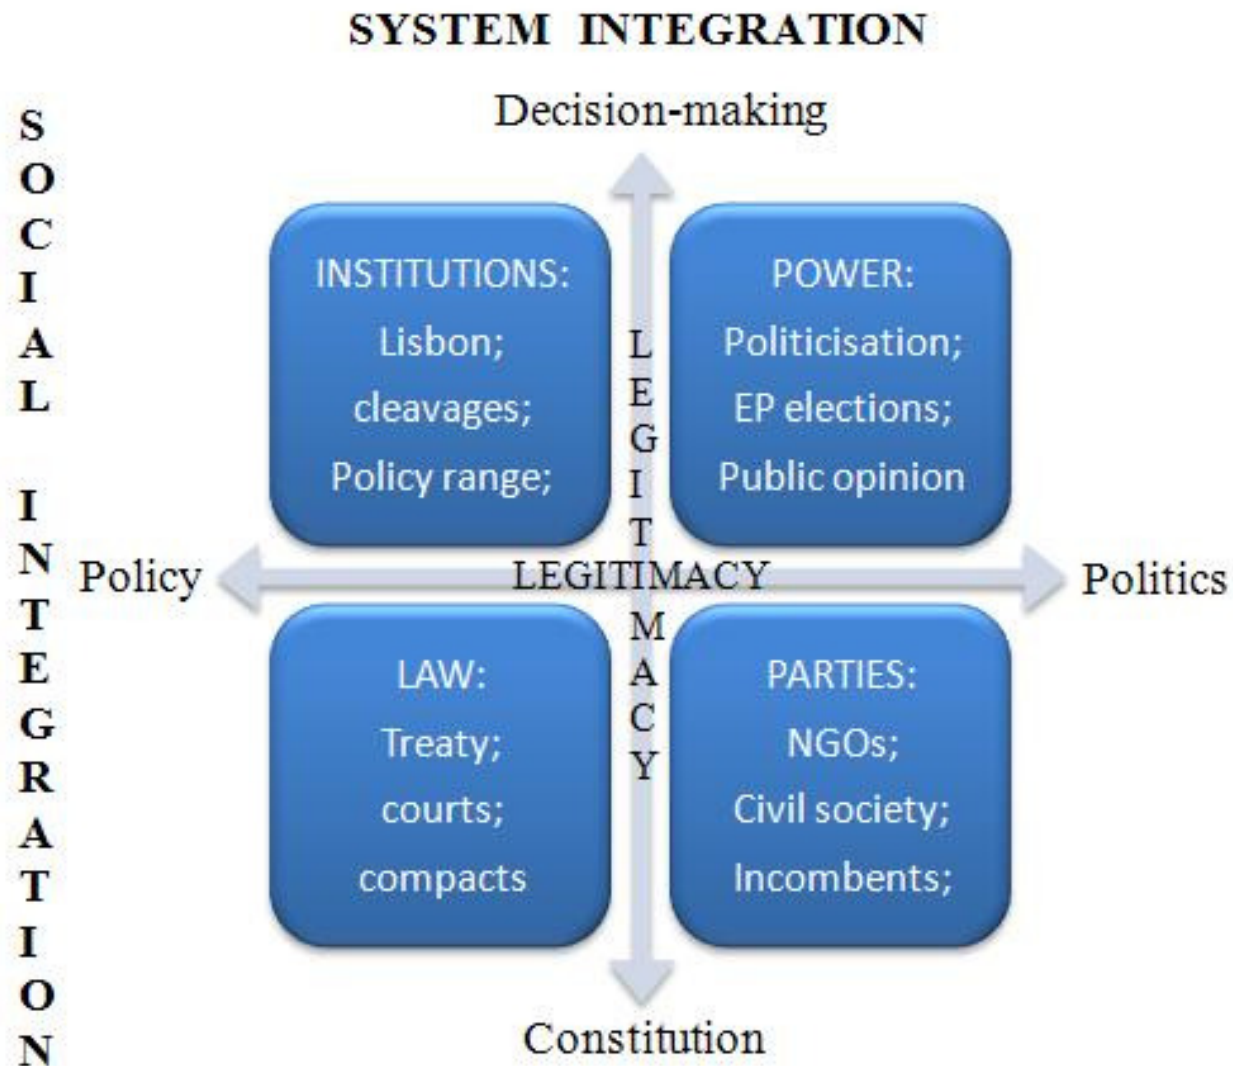 SYSTEM INTEGRATION
Decision-making
SOCIAL INTEGRATION
INSTITUTIONS:
Lisbon;
cleavages;
Policy range;
POWER:
Politicisation;
EP elections;
Public opinion
LEGITIMACY
Policy
LEGITIMACY
Politics
LAW:
Treaty;
courts;
compacts
PARTIES:
NGOs;
Civil society;
Incombents;
Constitution